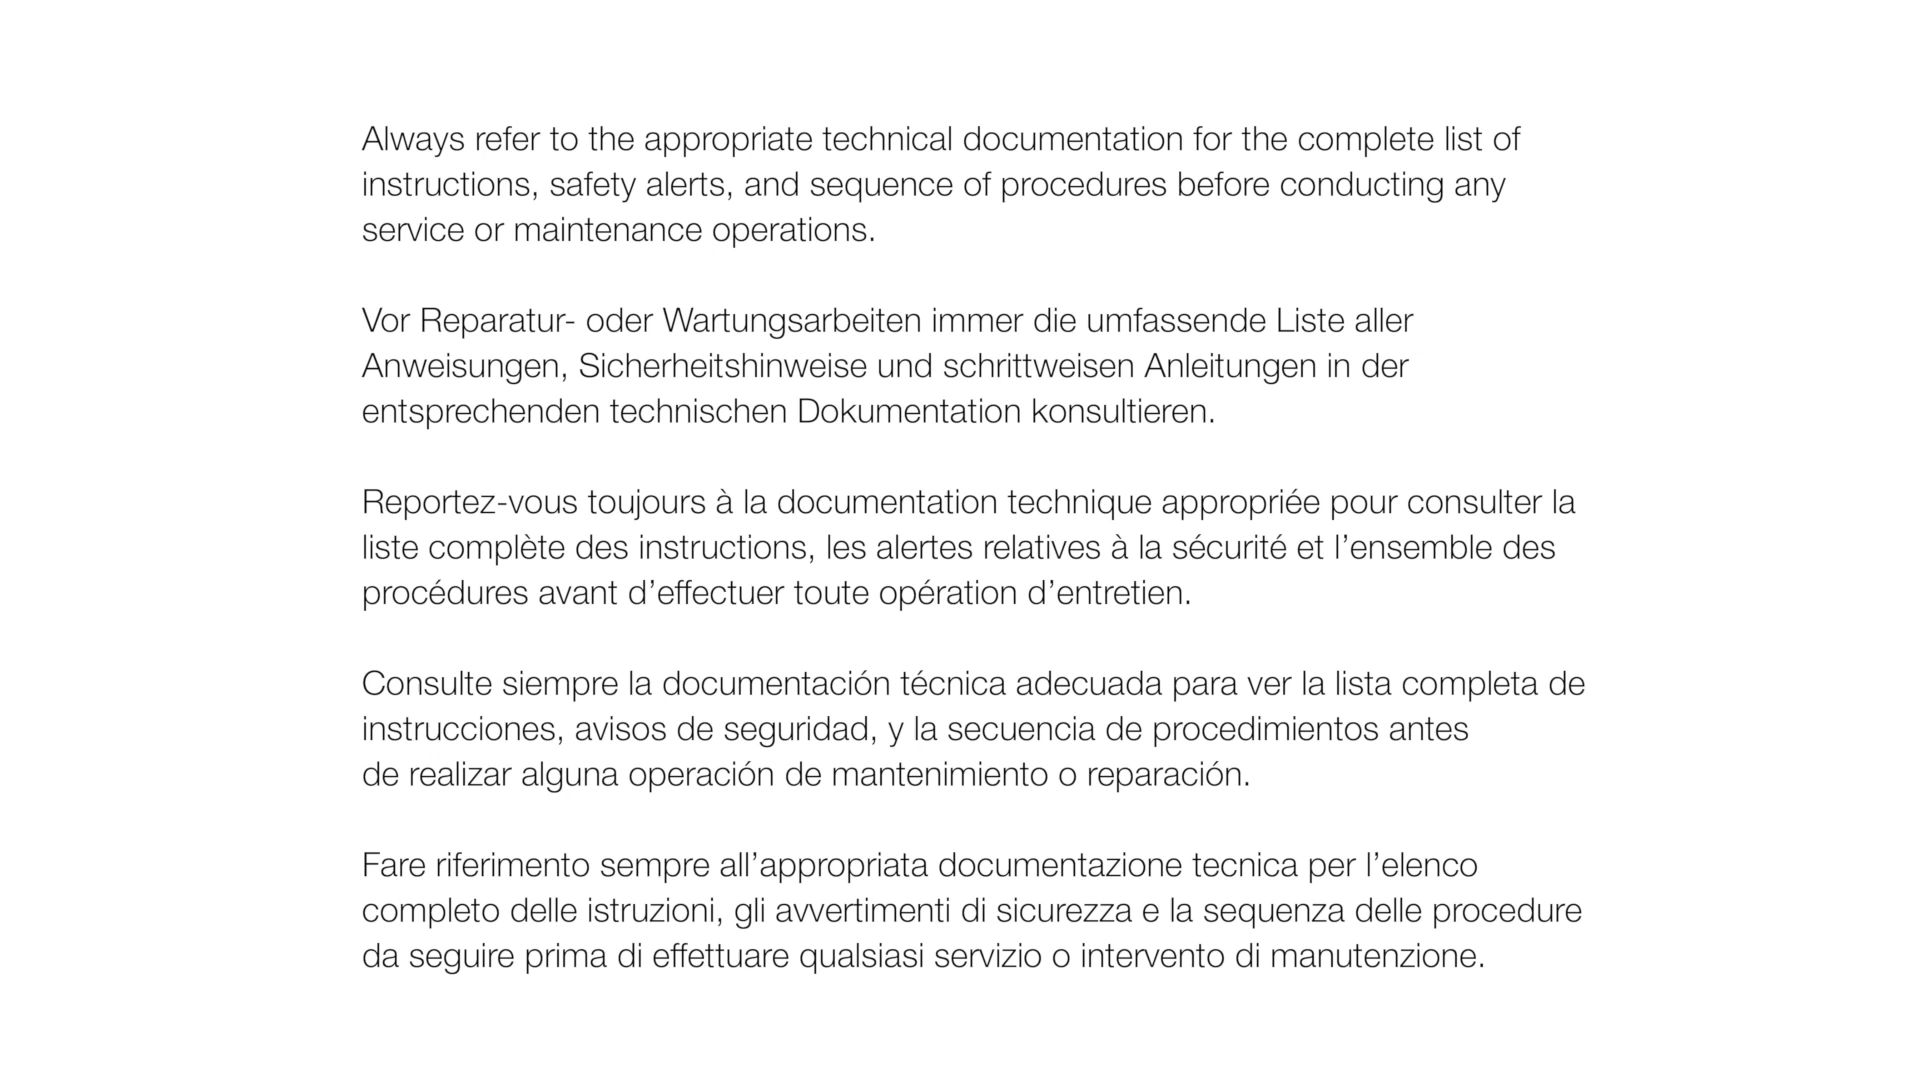 Always refer to the appropriate technical documentation for the complete list of
instructions, safety alerts, and sequence of procedures before conducting any
service or maintenance operations.
Vor Reparatur- oder Wartungsarbeiten immer die umfassende Liste aller
Anweisungen, Sicherheitshinweise und schrittweisen Anleitungen in der
entsprechenden technischen Dokumentation konsultieren.
Reportez-vous toujours à la documentation technique appropriée pour consulter la
liste complète des instructions, les alertes relatives à la sécurité et l’ensemble des
procédures avant d’effectuer toute opération d’entretien.
Consulte siempre la documentación técnica adecuada para ver la lista completa de
instrucciones, avisos de seguridad, y la secuencia de procedimientos antes
de realizar alguna operación de mantenimiento o reparación.
Fare riferimento sempre all’appropriata documentazione tecnica per l’elenco
completo delle istruzioni, gli avvertimenti di sicurezza e la sequenza delle procedure
da seguire prima di effettuare qualsiasi servizio o intervento di manutenzione.